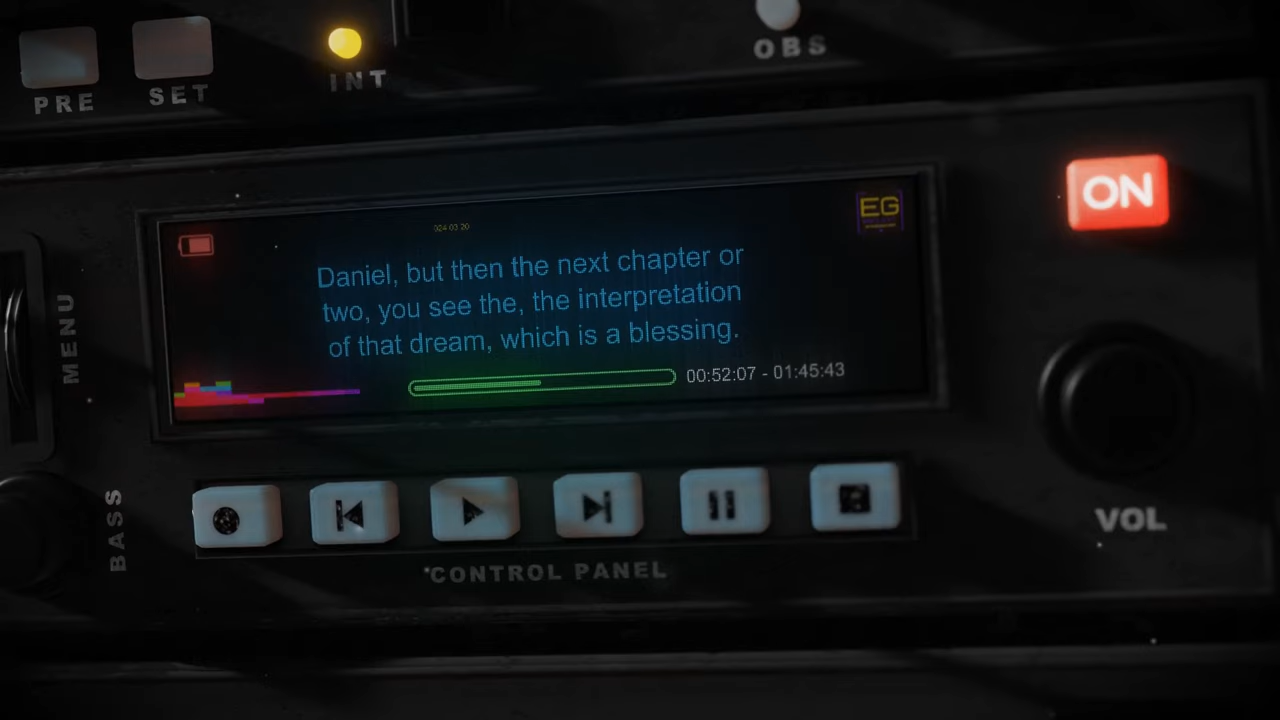 PRE
SET
INT
OBS
ON
EG
024 03 20
Daniel, but then the next chapter or
two, you see the, the interpretation
of that dream, which is a blessing.
00:52:07 - 01:45:43
MENU
BASS
VOL
CONTROL PANEL